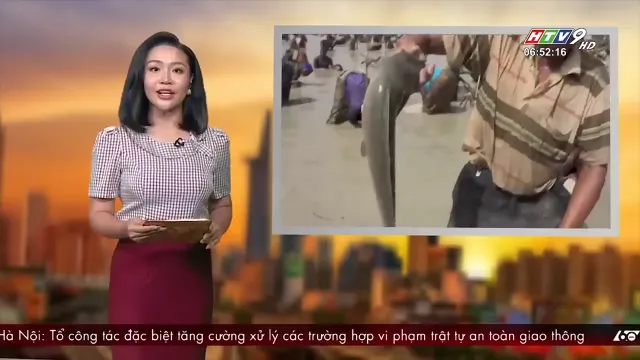 HTV9 HD
06:52:16
Hà Nội: Tổ công tác đặc biệt tăng cường xử lý các trường hợp vi phạm trật tự an toàn giao thông